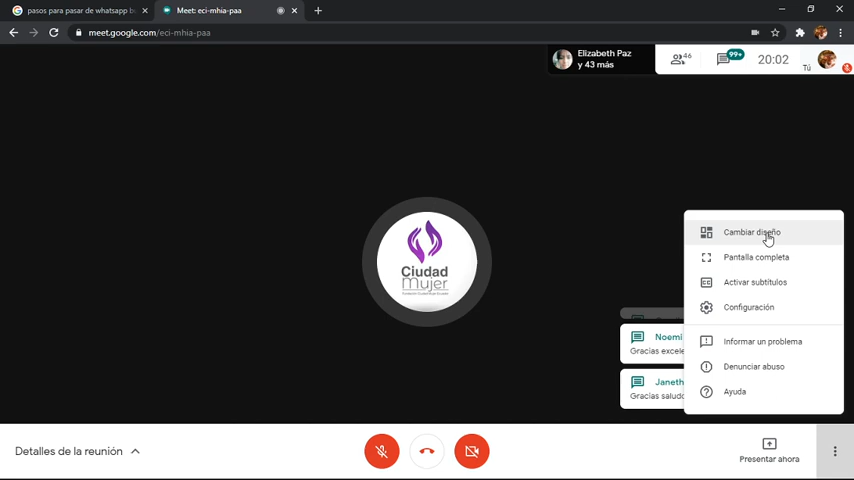 pasos para pasar de whatsapp bu
Meet: eci-mhia-paa
meet.google.com/eci-mhia-paa
Elizabeth Paz
y 43 más
46
99+
20:02
Tú
Ciudad
Mujer
Cambiar diseño
Pantalla completa
Activar subtítulos
Configuración
Informar un problema
Denunciar abuso
Ayuda
Noemi
Gracias excele
Janeth
Gracias saludo
Detalles de la reunión
Presentar ahora